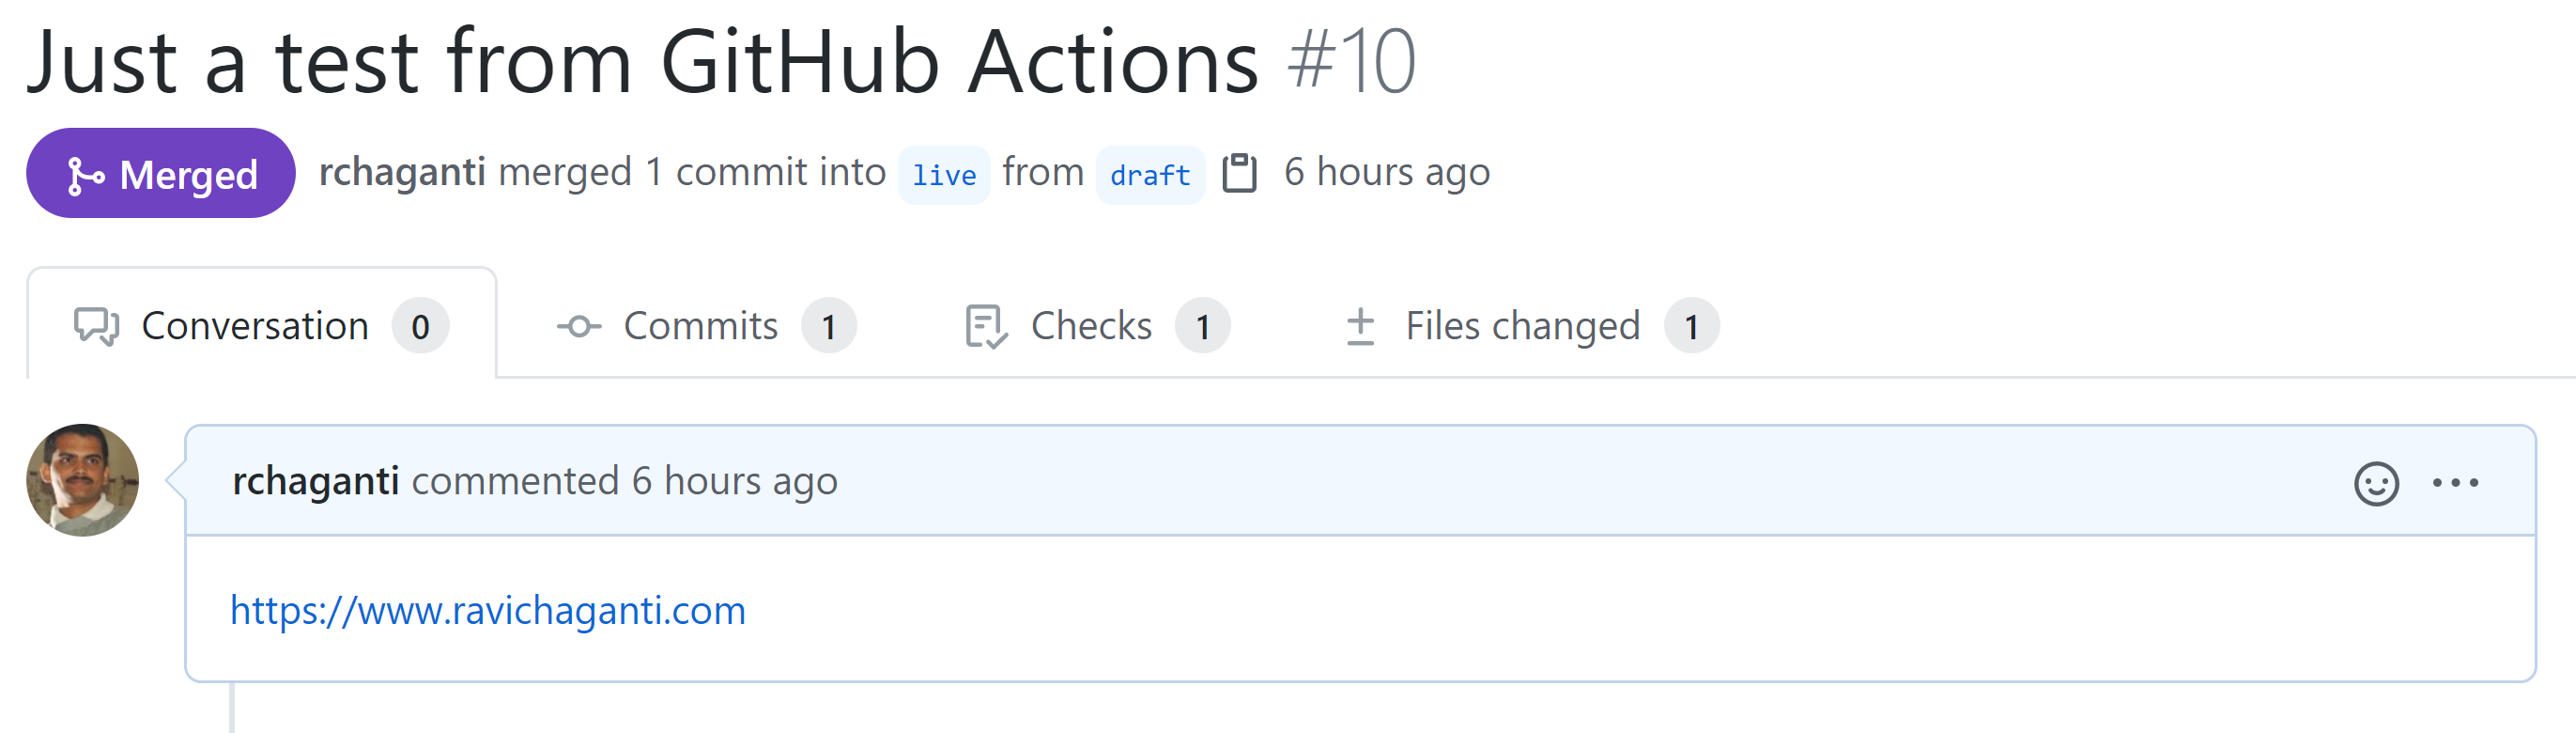 Just a test from GitHub Actions #10
Merged rchaganti merged 1 commit into live from draft 6 hours ago
Conversation 0 Commits 1 Checks 1 Files changed 1
rchaganti commented 6 hours ago
https://www.ravichaganti.com